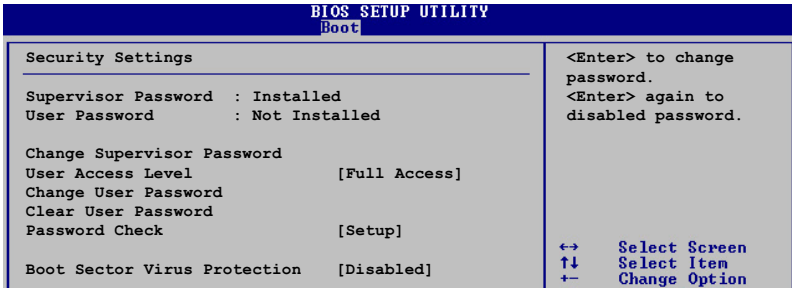 BIOS SETUP UTILITY
Boot
Security Settings
Supervisor Password : Installed
User Password : Not Installed
Change Supervisor Password
User Access Level [Full Access]
Change User Password
Clear User Password
Password Check [Setup]
Boot Sector Virus Protection [Disabled]
<Enter> to change
password.
<Enter> again to
disabled password.
←→ Select Screen
↑↓ Select Item
+- Change Option